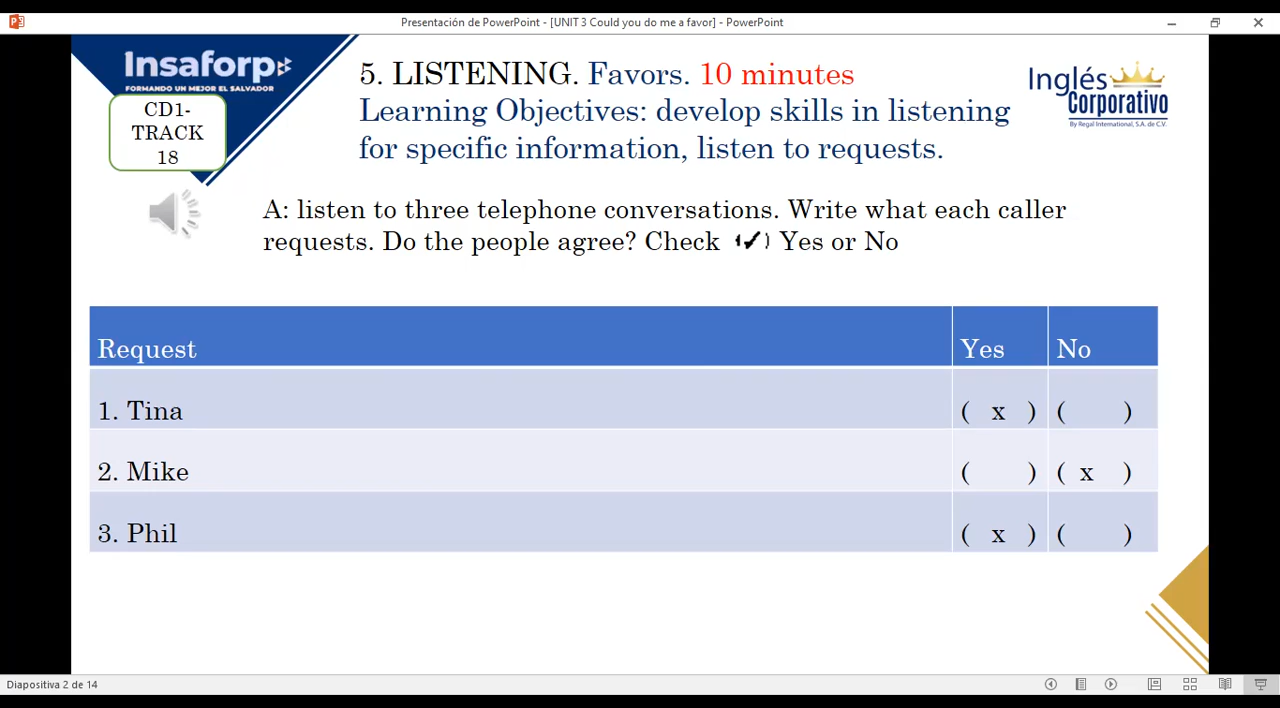 Presentación de PowerPoint - [UNIT 3 Could you do me a favor] - PowerPoint
Insaforp
FORMANDO UN MEJOR EL SALVADOR
CD1-
TRACK
18
5. LISTENING. Favors. 10 minutes
Learning Objectives: develop skills in listening
for specific information, listen to requests.
Inglés
Corporativo
By Regal International, S.A. de C.V.
A: listen to three telephone conversations. Write what each caller
requests. Do the people agree? Check (✓) Yes or No
Request Yes No
1. Tina ( x ) ( )
2. Mike ( ) ( x )
3. Phil ( x ) ( )
Diapositiva 2 de 14